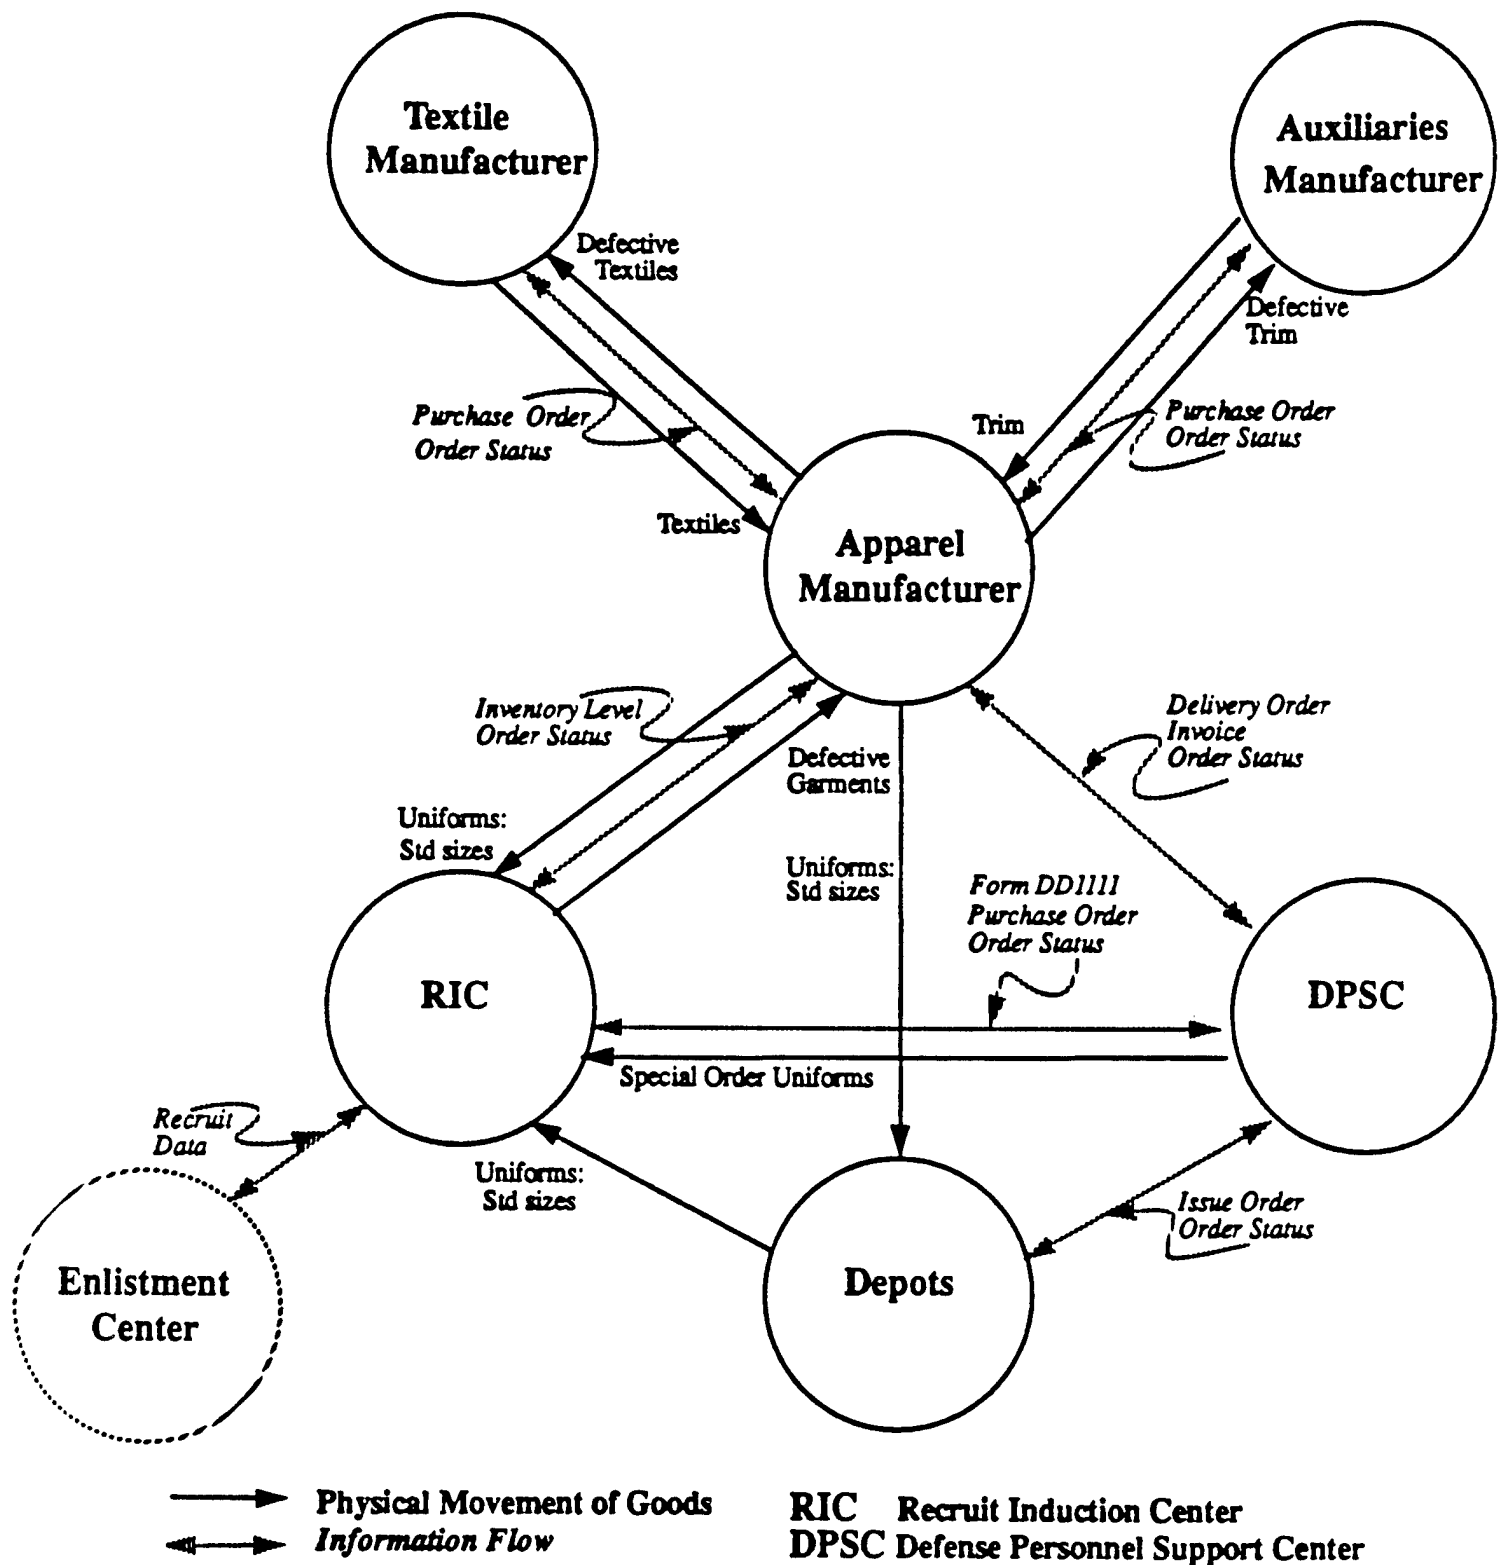 Textile
Manufacturer
Auxiliaries
Manufacturer
Defective
Textiles
Defective
Trim
Purchase Order
Order Status
Trim
Purchase Order
Order Status
Textiles
Apparel
Manufacturer
Inventory Level
Order Status
Delivery Order
Invoice
Order Status
Defective
Garments
Uniforms:
Std sizes
Uniforms:
Std sizes
Form DD1111
Purchase Order
Order Status
RIC
DPSC
Special Order Uniforms
Recruit
Data
Uniforms:
Std sizes
Issue Order
Order Status
Enlistment
Center
Depots
Physical Movement of Goods
Information Flow
RIC Recruit Induction Center
DPSC Defense Personnel Support Center